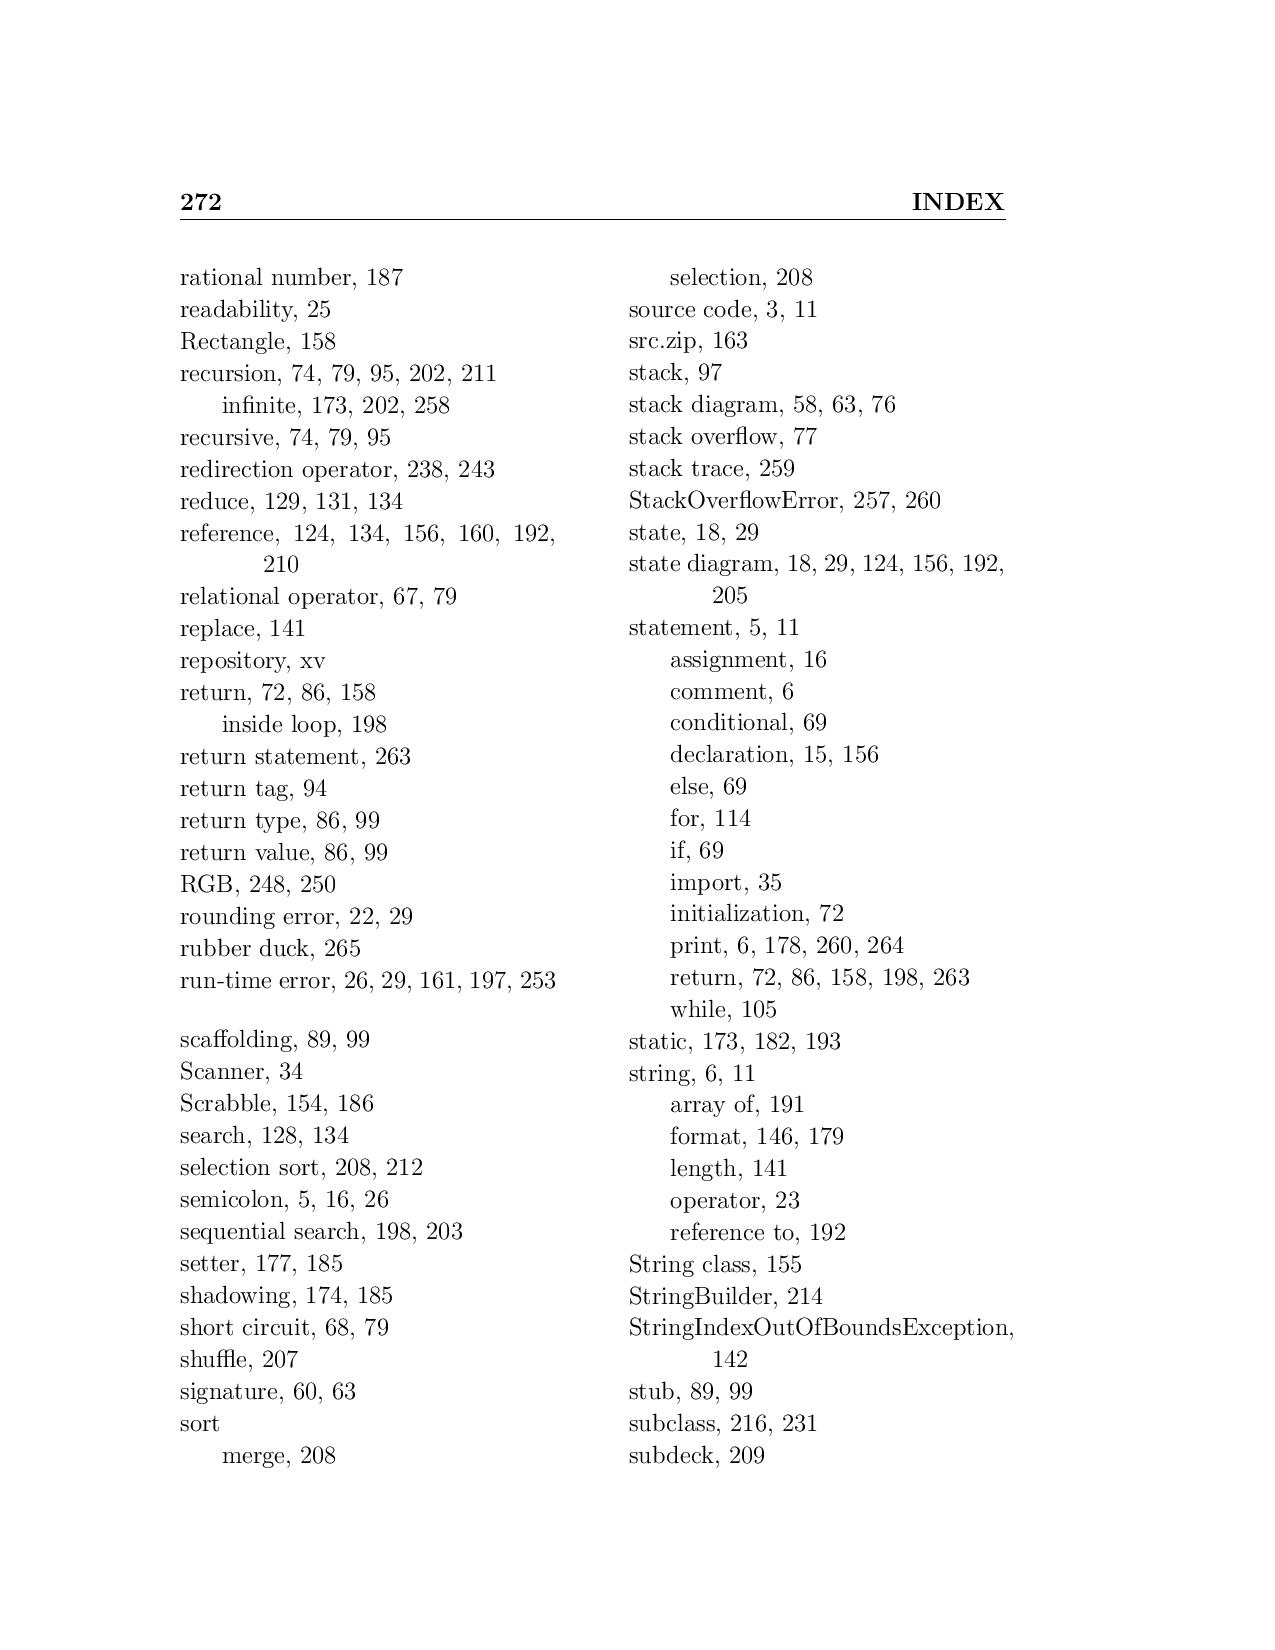 272 INDEX
rational number, 187
readability, 25
Rectangle, 158
recursion, 74, 79, 95, 202, 211
infinite, 173, 202, 258
recursive, 74, 79, 95
redirection operator, 238, 243
reduce, 129, 131, 134
reference, 124, 134, 156, 160, 192,
210
relational operator, 67, 79
replace, 141
repository, xv
return, 72, 86, 158
inside loop, 198
return statement, 263
return tag, 94
return type, 86, 99
return value, 86, 99
RGB, 248, 250
rounding error, 22, 29
rubber duck, 265
run-time error, 26, 29, 161, 197, 253
scaffolding, 89, 99
Scanner, 34
Scrabble, 154, 186
search, 128, 134
selection sort, 208, 212
semicolon, 5, 16, 26
sequential search, 198, 203
setter, 177, 185
shadowing, 174, 185
short circuit, 68, 79
shuffle, 207
signature, 60, 63
sort
merge, 208
selection, 208
source code, 3, 11
src.zip, 163
stack, 97
stack diagram, 58, 63, 76
stack overflow, 77
stack trace, 259
StackOverflowError, 257, 260
state, 18, 29
state diagram, 18, 29, 124, 156, 192,
205
statement, 5, 11
assignment, 16
comment, 6
conditional, 69
declaration, 15, 156
else, 69
for, 114
if, 69
import, 35
initialization, 72
print, 6, 178, 260, 264
return, 72, 86, 158, 198, 263
while, 105
static, 173, 182, 193
string, 6, 11
array of, 191
format, 146, 179
length, 141
operator, 23
reference to, 192
String class, 155
StringBuilder, 214
StringIndexOutOfBoundsException,
142
stub, 89, 99
subclass, 216, 231
subdeck, 209